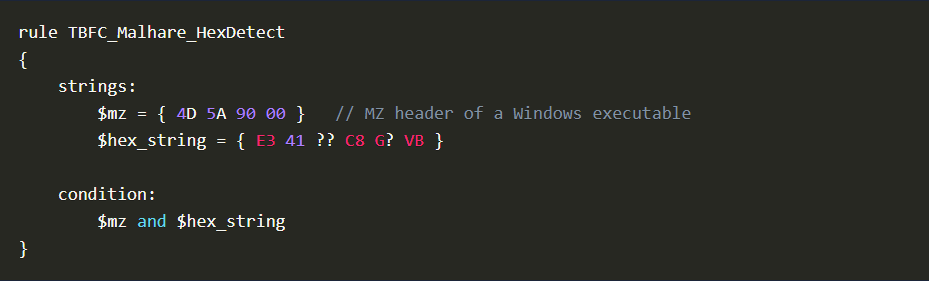 rule TBFC_Malhare_HexDetect
{
    strings:
        $mz = { 4D 5A 90 00 }   // MZ header of a Windows executable
        $hex_string = { E3 41 ?? C8 G? VB }
    condition:
        $mz and $hex_string
}